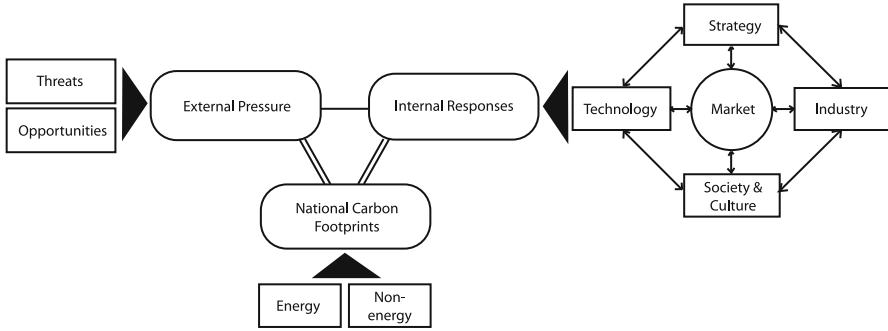 Threats
Opportunities
External Pressure
Internal Responses
National Carbon
Footprints
Energy
Non-
energy
Strategy
Technology
Market
Industry
Society &
Culture